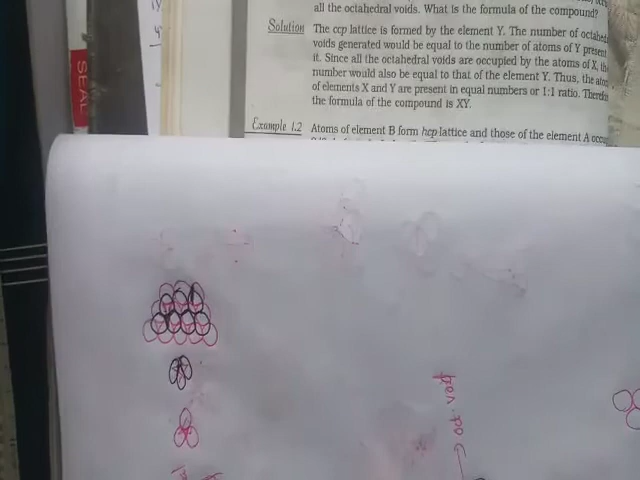 all the octahedral voids. What is the formula of the compound?
Solution The ccp lattice is formed by the element Y. The number of octahed
voids generated would be equal to the number of atoms of Y present
it. Since all the octahedral voids are occupied by the atoms of X,
number would also be equal to that of the element Y. Thus, the
of elements X and Y are present in equal numbers or 1:1 ratio.
the formula of the compound is XY.
Example 1.2 Atoms of element B form hcp lattice and those of the element A
SEAL